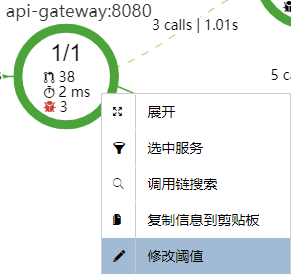 api-gateway:8080
3 calls | 1.01s
1/1
38
2 ms
3
5 c
展开
选中服务
调用链搜索
复制信息到剪贴板
修改阈值